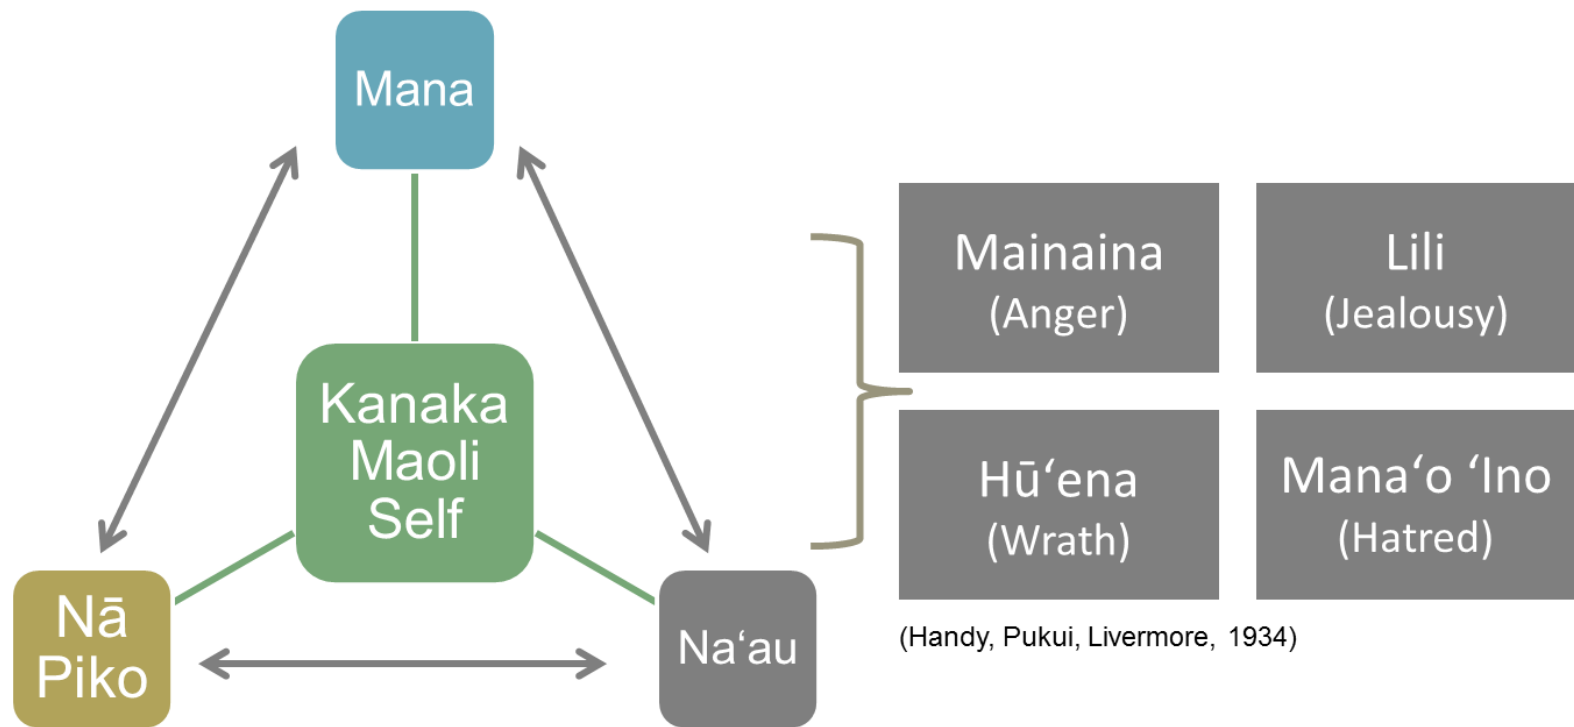 Mana
Kanaka
Maoli
Self
Nā
Piko
Na‘au
Mainaina
(Anger)
Lili
(Jealousy)
Hū‘ena
(Wrath)
Mana‘o ‘Ino
(Hatred)
(Handy, Pukui, Livermore, 1934)